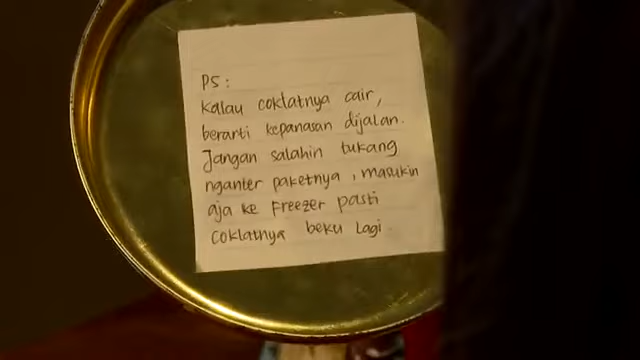 PS:
Kalau coklatnya cair,
berarti kepanasan dijalan.
Jangan salahin tukang
nganter paketnya, masukin
aja ke Freezer pasti
coklatnya beku lagi.